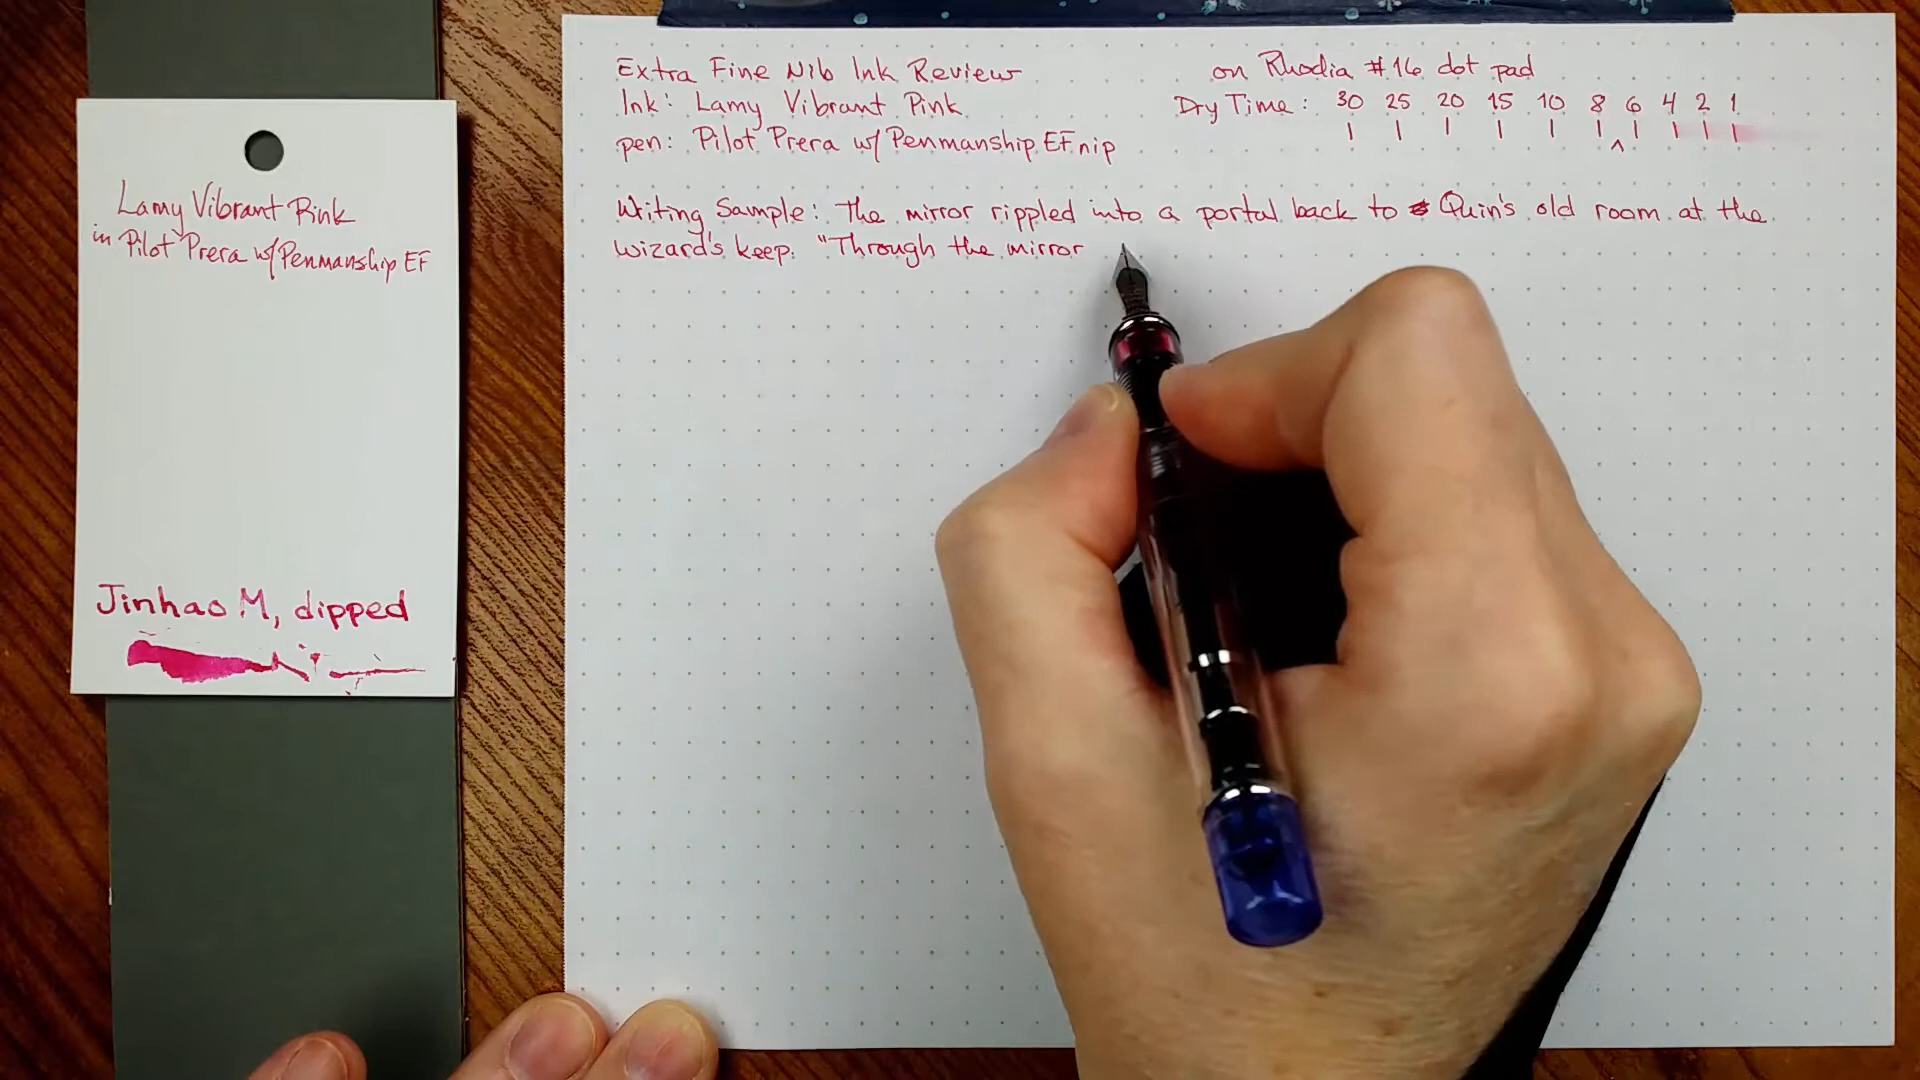 Lamy Vibrant Pink
in Pilot Prera w/ Penmanship EF
Jinhao M, dipped
Extra Fine Nib Ink Review
on Rhodia #16 dot pad
Ink: Lamy Vibrant Pink
Dry Time: 30 25 20 15 10 8 6 4 2 1
pen: Pilot Prera w/ Penmanship EF nip
Writing Sample: The mirror rippled into a portal back to Quin's old room at the
wizard's keep. "Through the mirror